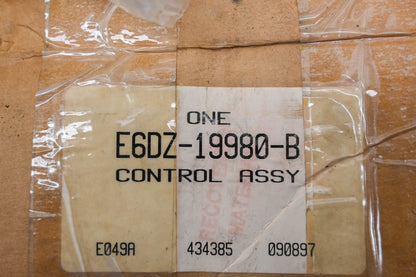 ONE
E6DZ-19980-B
CONTROL ASSY
E049A 434385 090897